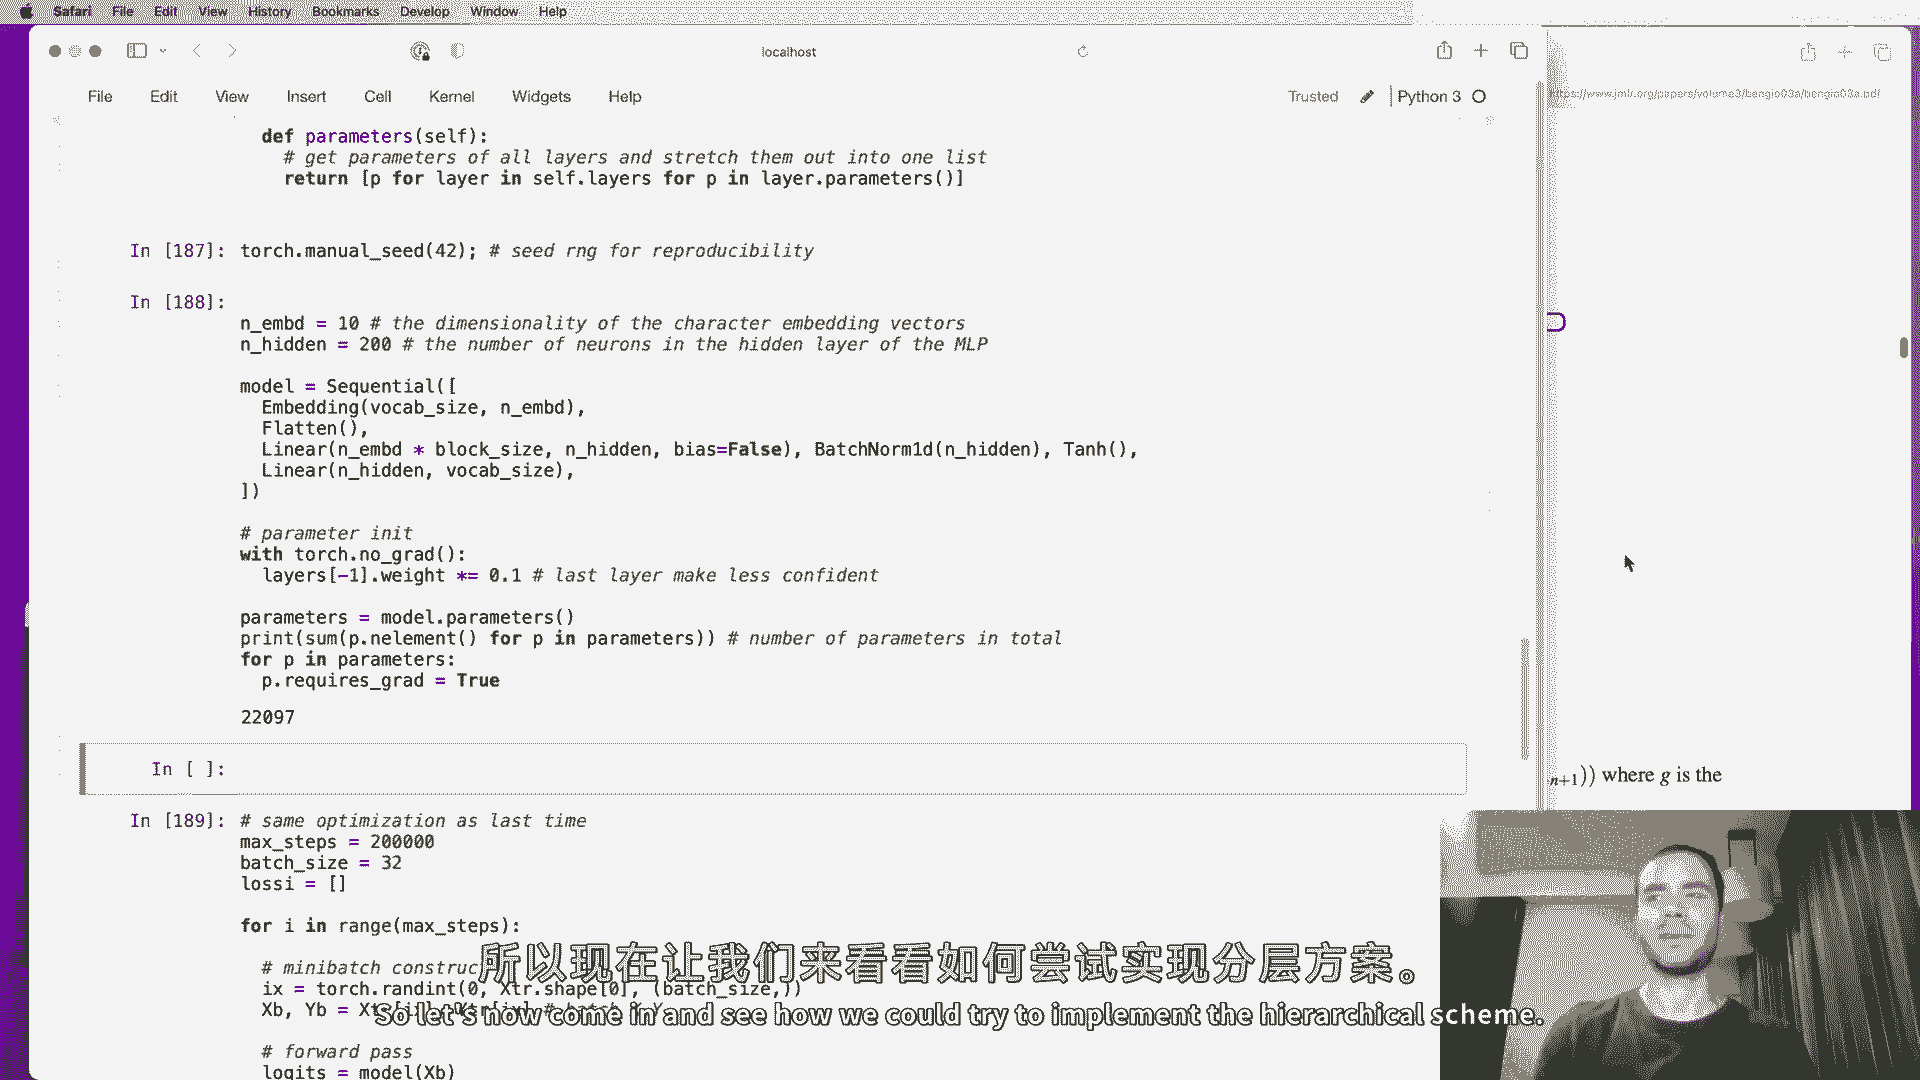 Safari File Edit View History Bookmarks Develop Window Help
localhost
https://www.jmlr.org/papers/volume3/bengio03a/bengio03a.pdf
File Edit View Insert Cell Kernel Widgets Help
Trusted Python 3
def parameters(self):
# get parameters of all layers and stretch them out into one list
return [p for layer in self.layers for p in layer.parameters()]
In [187]: torch.manual_seed(42); # seed rng for reproducibility
In [188]:
n_embd = 10 # the dimensionality of the character embedding vectors
n_hidden = 200 # the number of neurons in the hidden layer of the MLP
model = Sequential([
Embedding(vocab_size, n_embd),
Flatten(),
Linear(n_embd * block_size, n_hidden, bias=False), BatchNorm1d(n_hidden), Tanh(),
Linear(n_hidden, vocab_size),
])
# parameter init
with torch.no_grad():
layers[-1].weight *= 0.1 # last layer make less confident
parameters = model.parameters()
print(sum(p.nelement() for p in parameters)) # number of parameters in total
for p in parameters:
p.requires_grad = True
22097
n+1)) where g is the
In [ ]:
In [189]: # same optimization as last time
max_steps = 200000
batch_size = 32
lossi = []
for i in range(max_steps):
# minibatch construc
ix = torch.randint(0, Xtr.shape[0], (batch_size,))
Xb, Yb =
# forward pass
logits = model(Xb)
所以现在让我们来看看如何尝试实现分层方案。
So let's now come in and see how we could try to implement the hierarchical scheme.